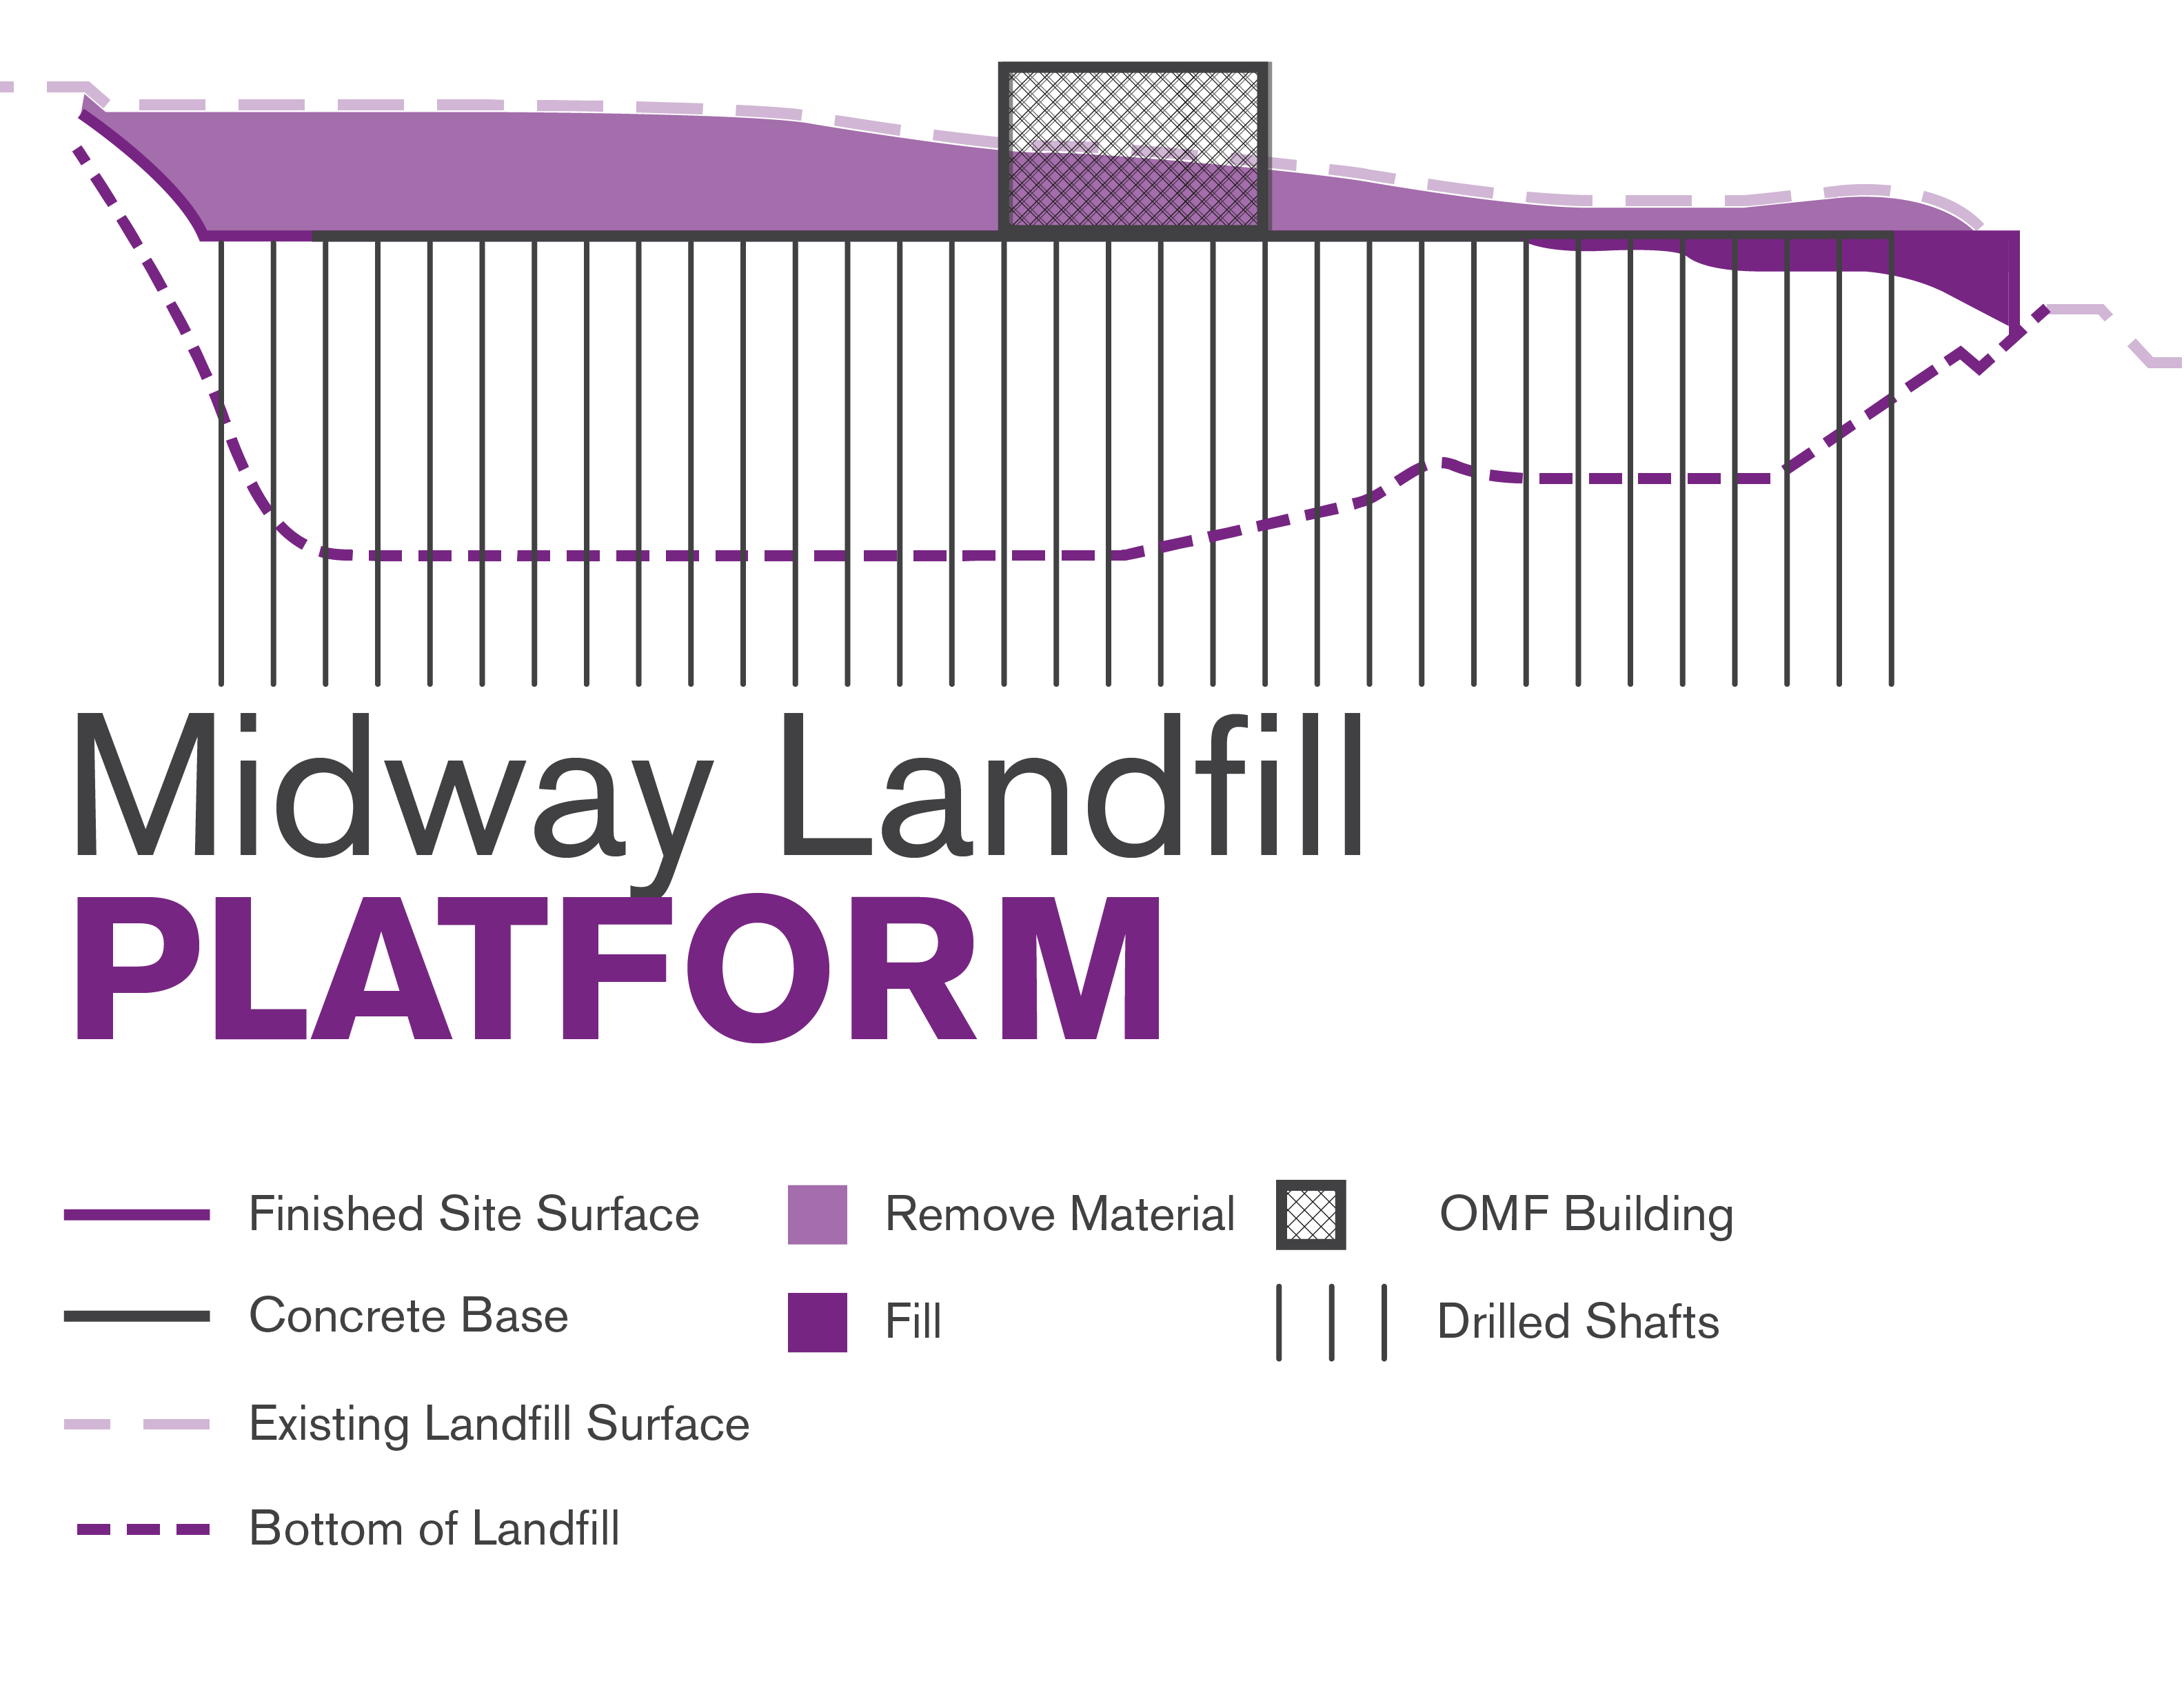 Midway Landfill
PLATFORM
Finished Site Surface
Concrete Base
Existing Landfill Surface
Bottom of Landfill
Remove Material
Fill
OMF Building
Drilled Shafts